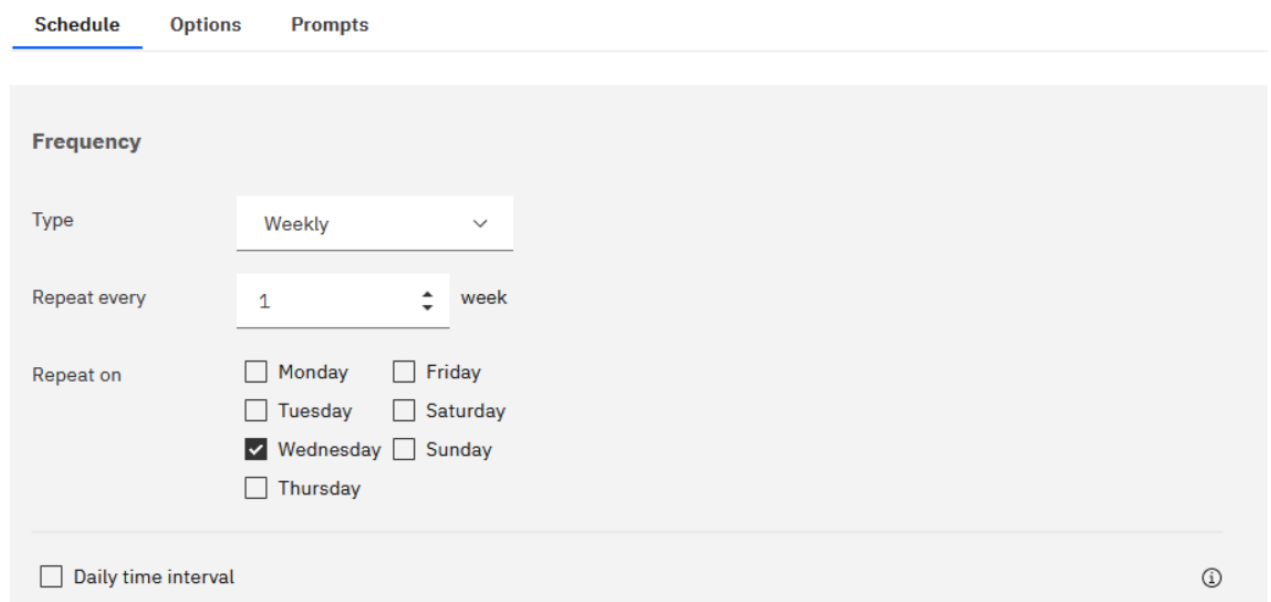 Schedule Options Prompts
Frequency
Type Weekly
Repeat every 1 week
Repeat on Monday Friday
Tuesday Saturday
Wednesday Sunday
Thursday
Daily time interval